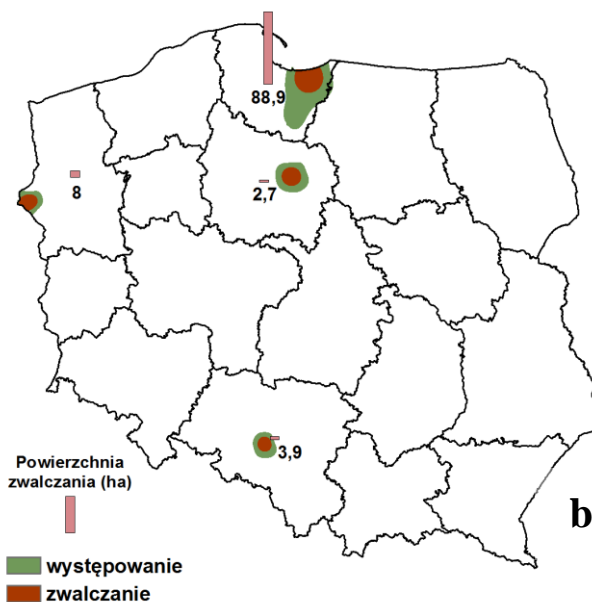 88,9
8
2,7
3,9
Powierzchnia
zwalczania (ha)
b
występowanie
zwalczanie